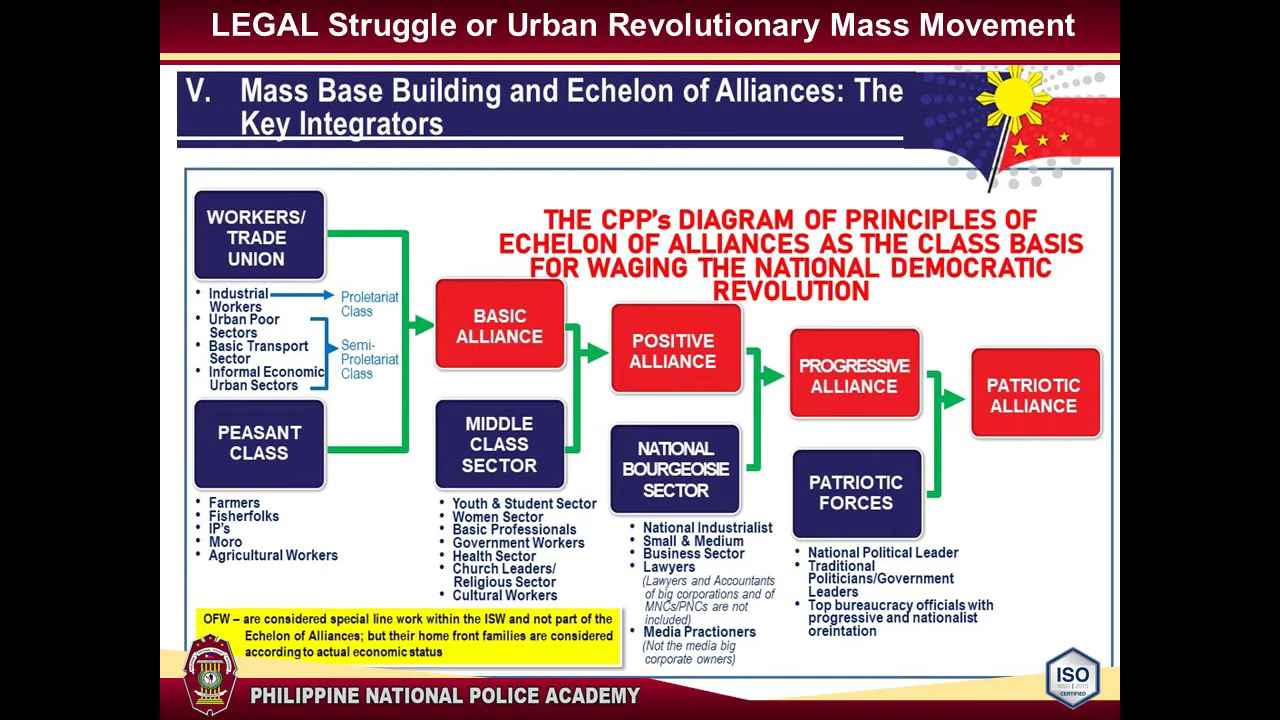 LEGAL Struggle or Urban Revolutionary Mass Movement
V. Mass Base Building and Echelon of Alliances: The
Key Integrators
THE CPP's DIAGRAM OF PRINCIPLES OF
ECHELON OF ALLIANCES AS THE CLASS BASIS
FOR WAGING THE NATIONAL DEMOCRATIC
REVOLUTION
WORKERS/
TRADE
UNION
• Industrial
Workers
• Urban Poor
Sectors
• Basic Transport
Sector
• Informal Economic
Urban Sectors
Proletariat
Class
Semi-
Proletariat
Class
PEASANT
CLASS
• Farmers
• Fisherfolks
• IP's
• Moro
• Agricultural Workers
BASIC
ALLIANCE
MIDDLE
CLASS
SECTOR
• Youth & Student Sector
• Women Sector
• Basic Professionals
• Government Workers
• Health Sector
• Church Leaders/
Religious Sector
• Cultural Workers
POSITIVE
ALLIANCE
NATIONAL
BOURGEOISIE
SECTOR
• National Industrialist
• Small & Medium
• Business Sector
• Lawyers
(Lawyers and Accountants
of big corporations and of
MNCs/PNCs are not
included)
• Media Practioners
(Not the media big
corporate owners)
PROGRESSIVE
ALLIANCE
PATRIOTIC
FORCES
• National Political Leader
• Traditional
Politicians/Government
Leaders
• Top bureaucracy officials with
progressive and nationalist
oreintation
PATRIOTIC
ALLIANCE
OFW – are considered special line work within the ISW and not part of the
Echelon of Alliances; but their home front families are considered
according to actual economic status
PHILIPPINE NATIONAL POLICE ACADEMY
ISO
9001 | 2015
CERTIFIED